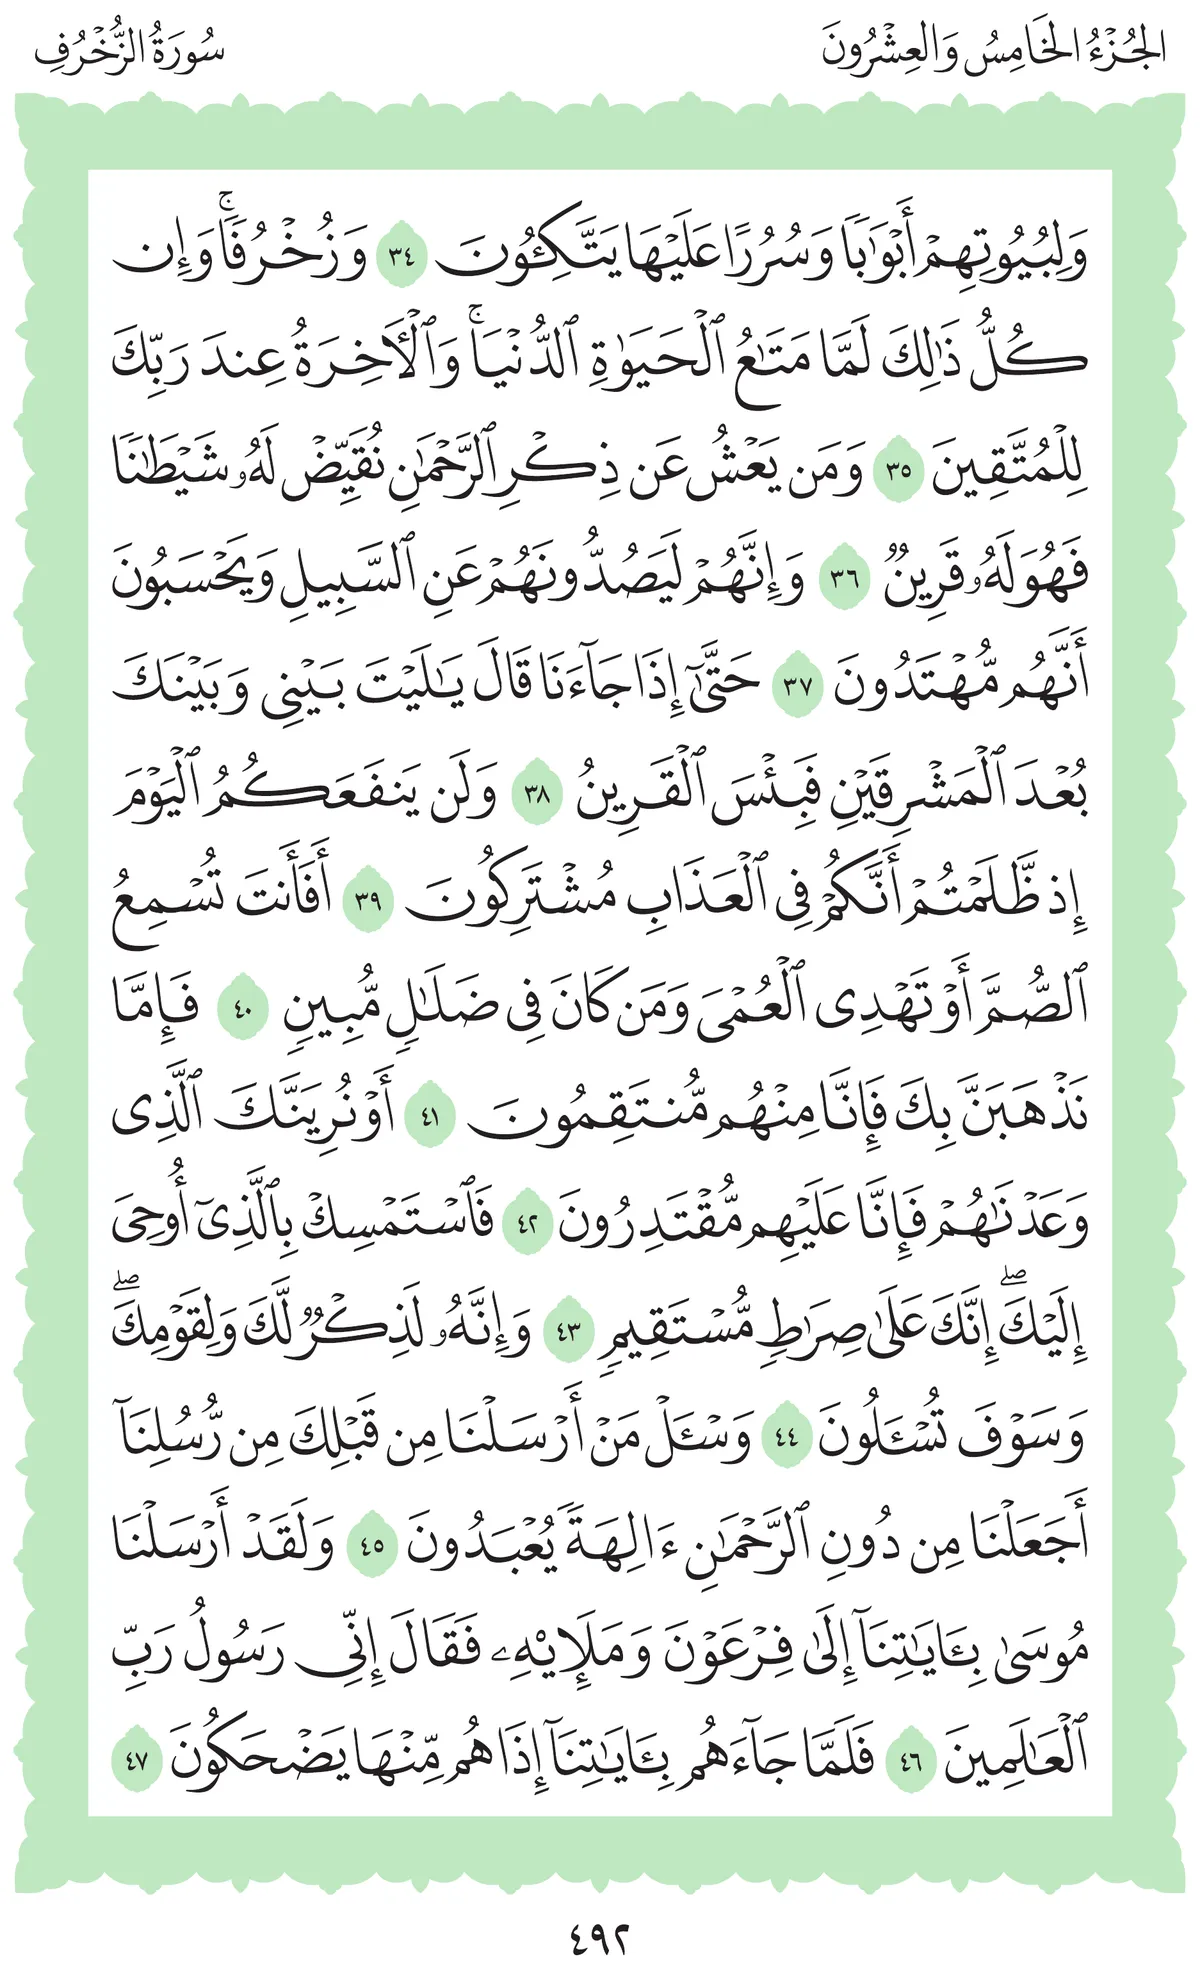 الجُزْءُ الخَامِسُ وَالعِشْرُونَ
سُورَةُ الزُّخْرُفِ
وَلِبُيُوتِهِمْ أَبْوَٰبًا وَسُرُرًا عَلَيْهَا يَتَّكِـُٔونَ ٣٤ وَزُخْرُفًا ۚ وَإِن
كُلُّ ذَٰلِكَ لَمَّا مَتَـٰعُ ٱلْحَيَوٰةِ ٱلدُّنْيَا ۚ وَٱلْـَٔاخِرَةُ عِندَ رَبِّكَ
لِلْمُتَّقِينَ ٣٥ وَمَن يَعْشُ عَن ذِكْرِ ٱلرَّحْمَـٰنِ نُقَيِّضْ لَهُۥ شَيْطَـٰنًا
فَهُوَ لَهُۥ قَرِينٌ ٣٦ وَإِنَّهُمْ لَيَصُدُّونَهُمْ عَنِ ٱلسَّبِيلِ وَيَحْسَبُونَ
أَنَّهُم مُّهْتَدُونَ ٣٧ حَتَّىٰٓ إِذَا جَآءَنَا قَالَ يَـٰلَيْتَ بَيْنِى وَبَيْنَكَ
بُعْدَ ٱلْمَشْرِقَيْنِ فَبِئْسَ ٱلْقَرِينُ ٣٨ وَلَن يَنفَعَكُمُ ٱلْيَوْمَ
إِذ ظَّلَمْتُمْ أَنَّكُمْ فِى ٱلْعَذَابِ مُشْتَرِكُونَ ٣٩ أَفَأَنتَ تُسْمِعُ
ٱلصُّمَّ أَوْ تَهْدِى ٱلْعُمْىَ وَمَن كَانَ فِى ضَلَـٰلٍ مُّبِينٍ ٤٠ فَإِمَّا
نَذْهَبَنَّ بِكَ فَإِنَّا مِنْهُم مُّنتَقِمُونَ ٤١ أَوْ نُرِيَنَّكَ ٱلَّذِى
وَعَدْنَـٰهُمْ فَإِنَّا عَلَيْهِم مُّقْتَدِرُونَ ٤٢ فَٱسْتَمْسِكْ بِٱلَّذِىٓ أُوحِىَ
إِلَيْكَ ۖ إِنَّكَ عَلَىٰ صِرَٰطٍ مُّسْتَقِيمٍ ٤٣ وَإِنَّهُۥ لَذِكْرٌ لَّكَ وَلِقَوْمِكَ ۖ
وَسَوْفَ تُسْـَٔلُونَ ٤٤ وَسْـَٔلْ مَنْ أَرْسَلْنَا مِن قَبْلِكَ مِن رُّسُلِنَآ
أَجَعَلْنَا مِن دُونِ ٱلرَّحْمَـٰنِ ءَالِهَةً يُعْبَدُونَ ٤٥ وَلَقَدْ أَرْسَلْنَا
مُوسَىٰ بِـَٔايَـٰتِنَآ إِلَىٰ فِرْعَوْنَ وَمَلَإِيْهِۦ فَقَالَ إِنِّى رَسُولُ رَبِّ
ٱلْعَـٰلَمِينَ ٤٦ فَلَمَّا جَآءَهُم بِـَٔايَـٰتِنَآ إِذَا هُم مِّنْهَا يَضْحَكُونَ ٤٧
٤٩٢